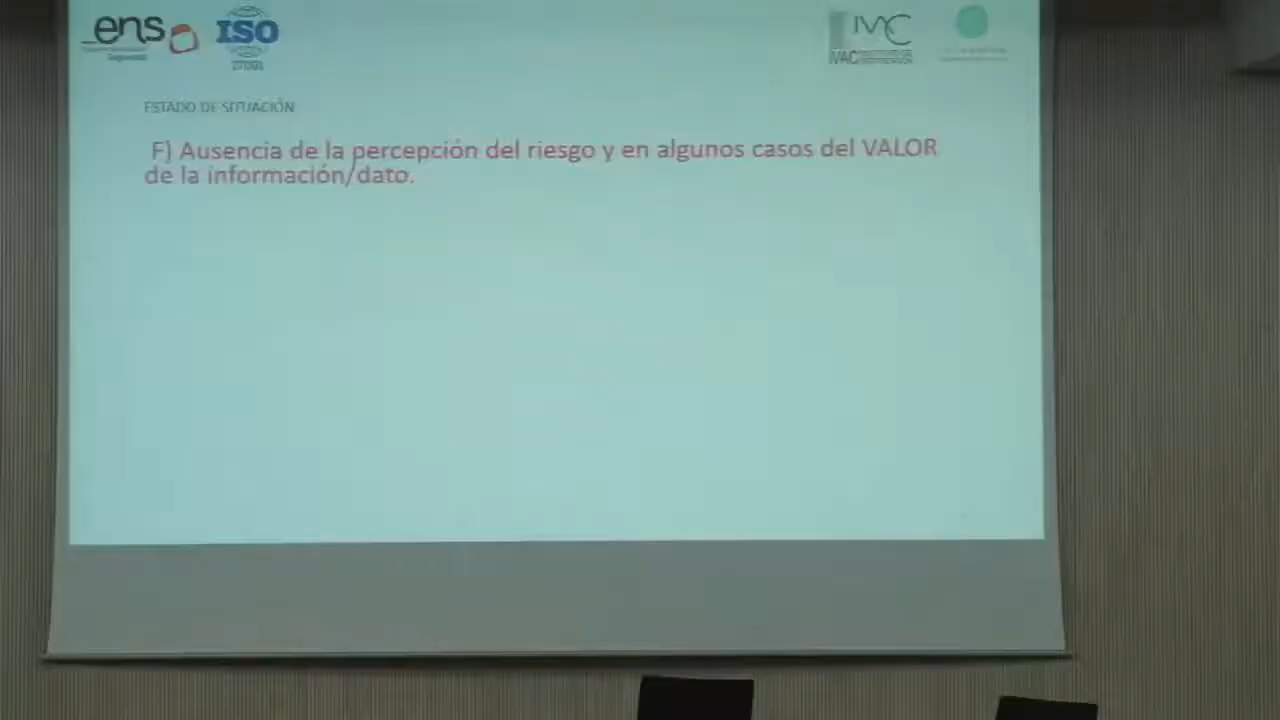 ens
ISO
27001
IVAC
ESTADO DE SITUACIÓN
F) Ausencia de la percepción del riesgo y en algunos casos del VALOR
de la información/dato.